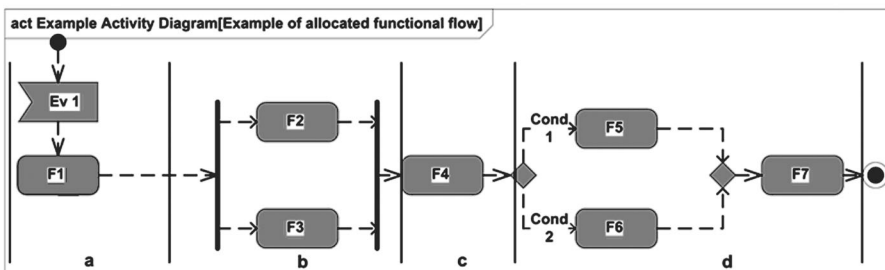 act Example Activity Diagram[Example of allocated functional flow]
Ev 1
F1
F2
F3
F4
Cond
1
F5
Cond
2
F6
F7
a
b
c
d